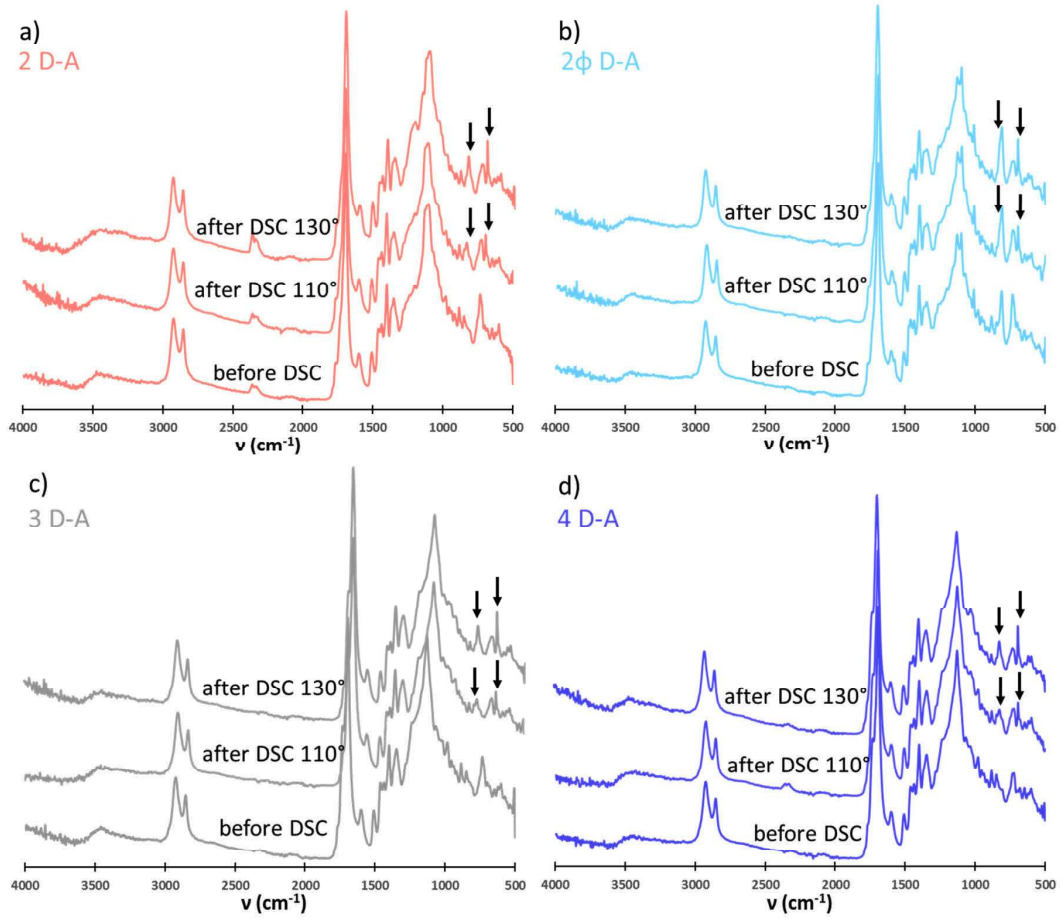 a)
2 D-A
after DSC 130°
after DSC 110°
before DSC
4000 3500 3000 2500 2000 1500 1000 500
ν (cm-1)
b)
2ϕ D-A
after DSC 130°
after DSC 110°
before DSC
4000 3500 3000 2500 2000 1500 1000 500
ν (cm-1)
c)
3 D-A
after DSC 130°
after DSC 110°
before DSC
4000 3500 3000 2500 2000 1500 1000 500
ν (cm-1)
d)
4 D-A
after DSC 130°
after DSC 110°
before DSC
4000 3500 3000 2500 2000 1500 1000 500
ν (cm-1)